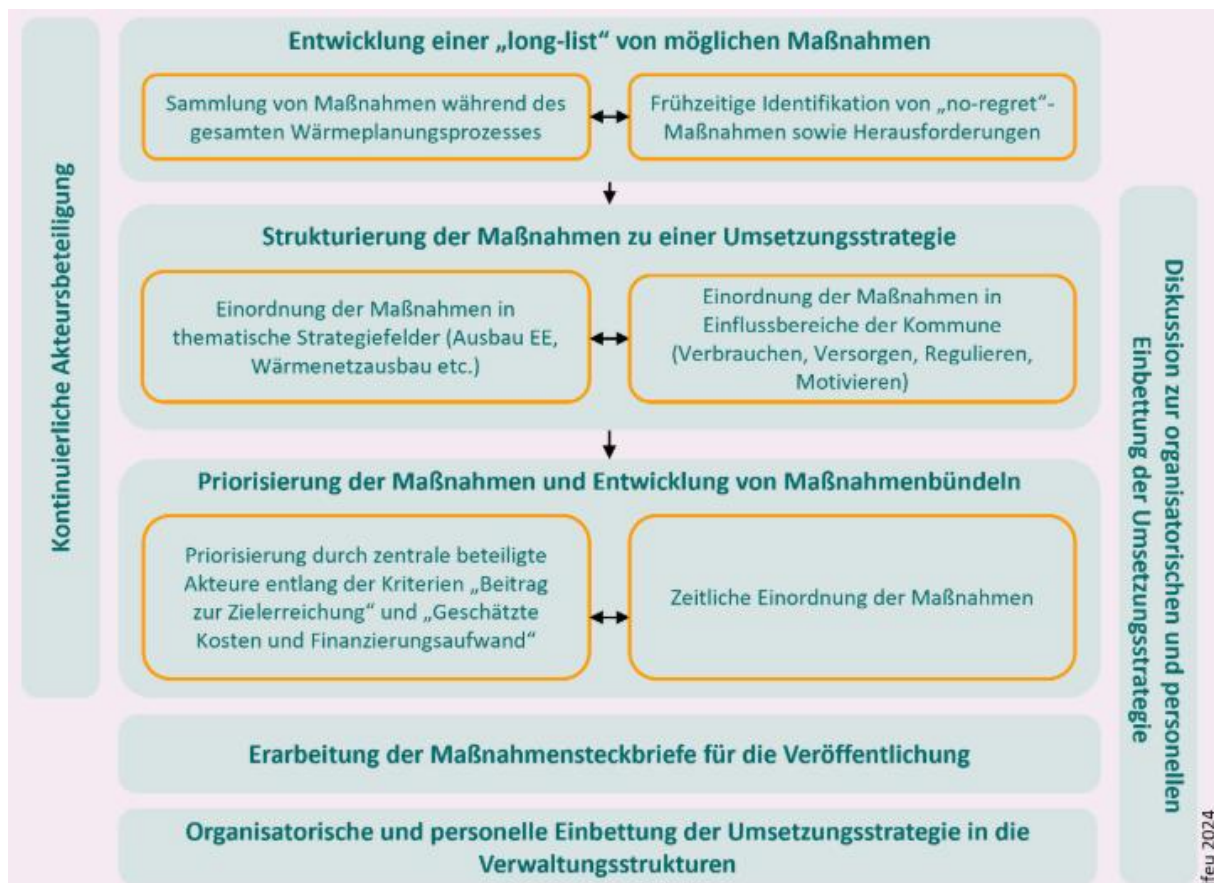 Entwicklung einer „long-list“ von möglichen Maßnahmen
Sammlung von Maßnahmen während des
gesamten Wärmeplanungsprozesses
Frühzeitige Identifikation von „no-regret“-
Maßnahmen sowie Herausforderungen
Kontinuierliche Akteursbeteiligung
Strukturierung der Maßnahmen zu einer Umsetzungsstrategie
Einordnung der Maßnahmen in
thematische Strategiefelder (Ausbau EE,
Wärmenetzausbau etc.)
Einordnung der Maßnahmen in
Einflussbereiche der Kommune
(Verbrauchen, Versorgen, Regulieren,
Motivieren)
Diskussion zur organisatorischen und personellen
Einbettung der Umsetzungsstrategie
Priorisierung der Maßnahmen und Entwicklung von Maßnahmenbündeln
Priorisierung durch zentrale beteiligte
Akteure entlang der Kriterien „Beitrag
zur Zielerreichung“ und „Geschätzte
Kosten und Finanzierungsaufwand“
Zeitliche Einordnung der Maßnahmen
Erarbeitung der Maßnahmensteckbriefe für die Veröffentlichung
Organisatorische und personelle Einbettung der Umsetzungsstrategie in die
Verwaltungsstrukturen
ifeu 2024